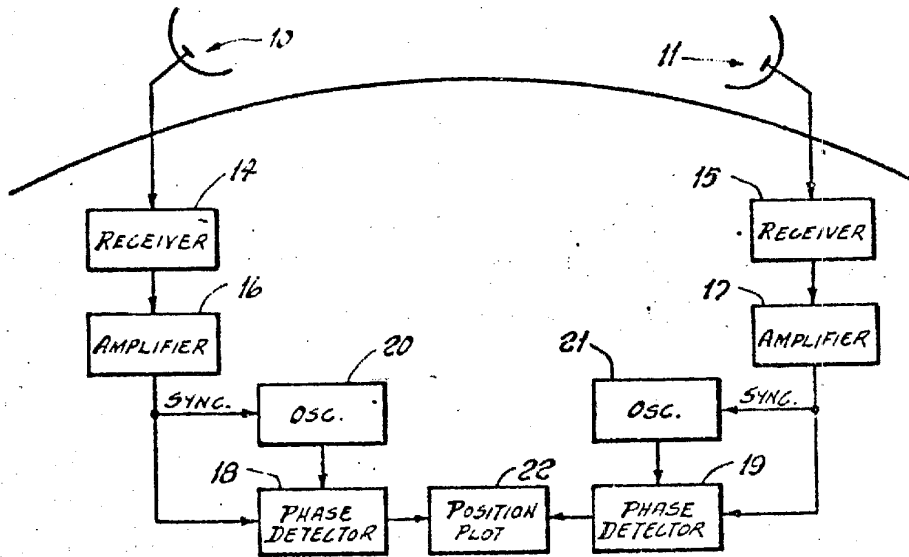 10
11
14
15
RECEIVER
RECEIVER
16
17
AMPLIFIER
AMPLIFIER
20
21
SYNC.
OSC.
OSC.
SYNC.
18
22
19
PHASE
DETECTOR
POSITION
PLOT
PHASE
DETECTOR